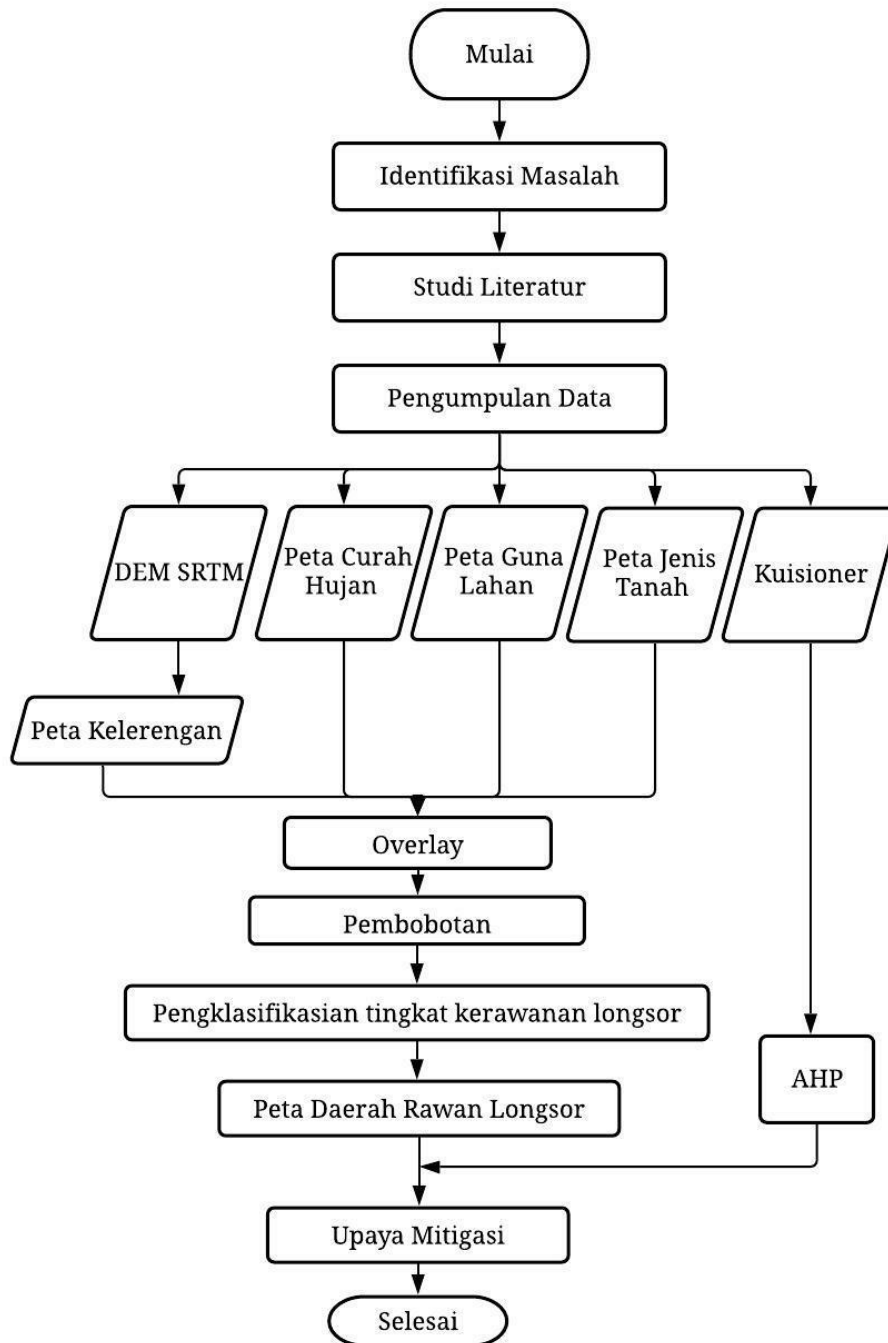 Mulai
Identifikasi Masalah
Studi Literatur
Pengumpulan Data
DEM SRTM
Peta Curah
Hujan
Peta Guna
Lahan
Peta Jenis
Tanah
Kuisioner
Peta Kelerengan
Overlay
Pembobotan
Pengklasifikasian tingkat kerawanan longsor
AHP
Peta Daerah Rawan Longsor
Upaya Mitigasi
Selesai